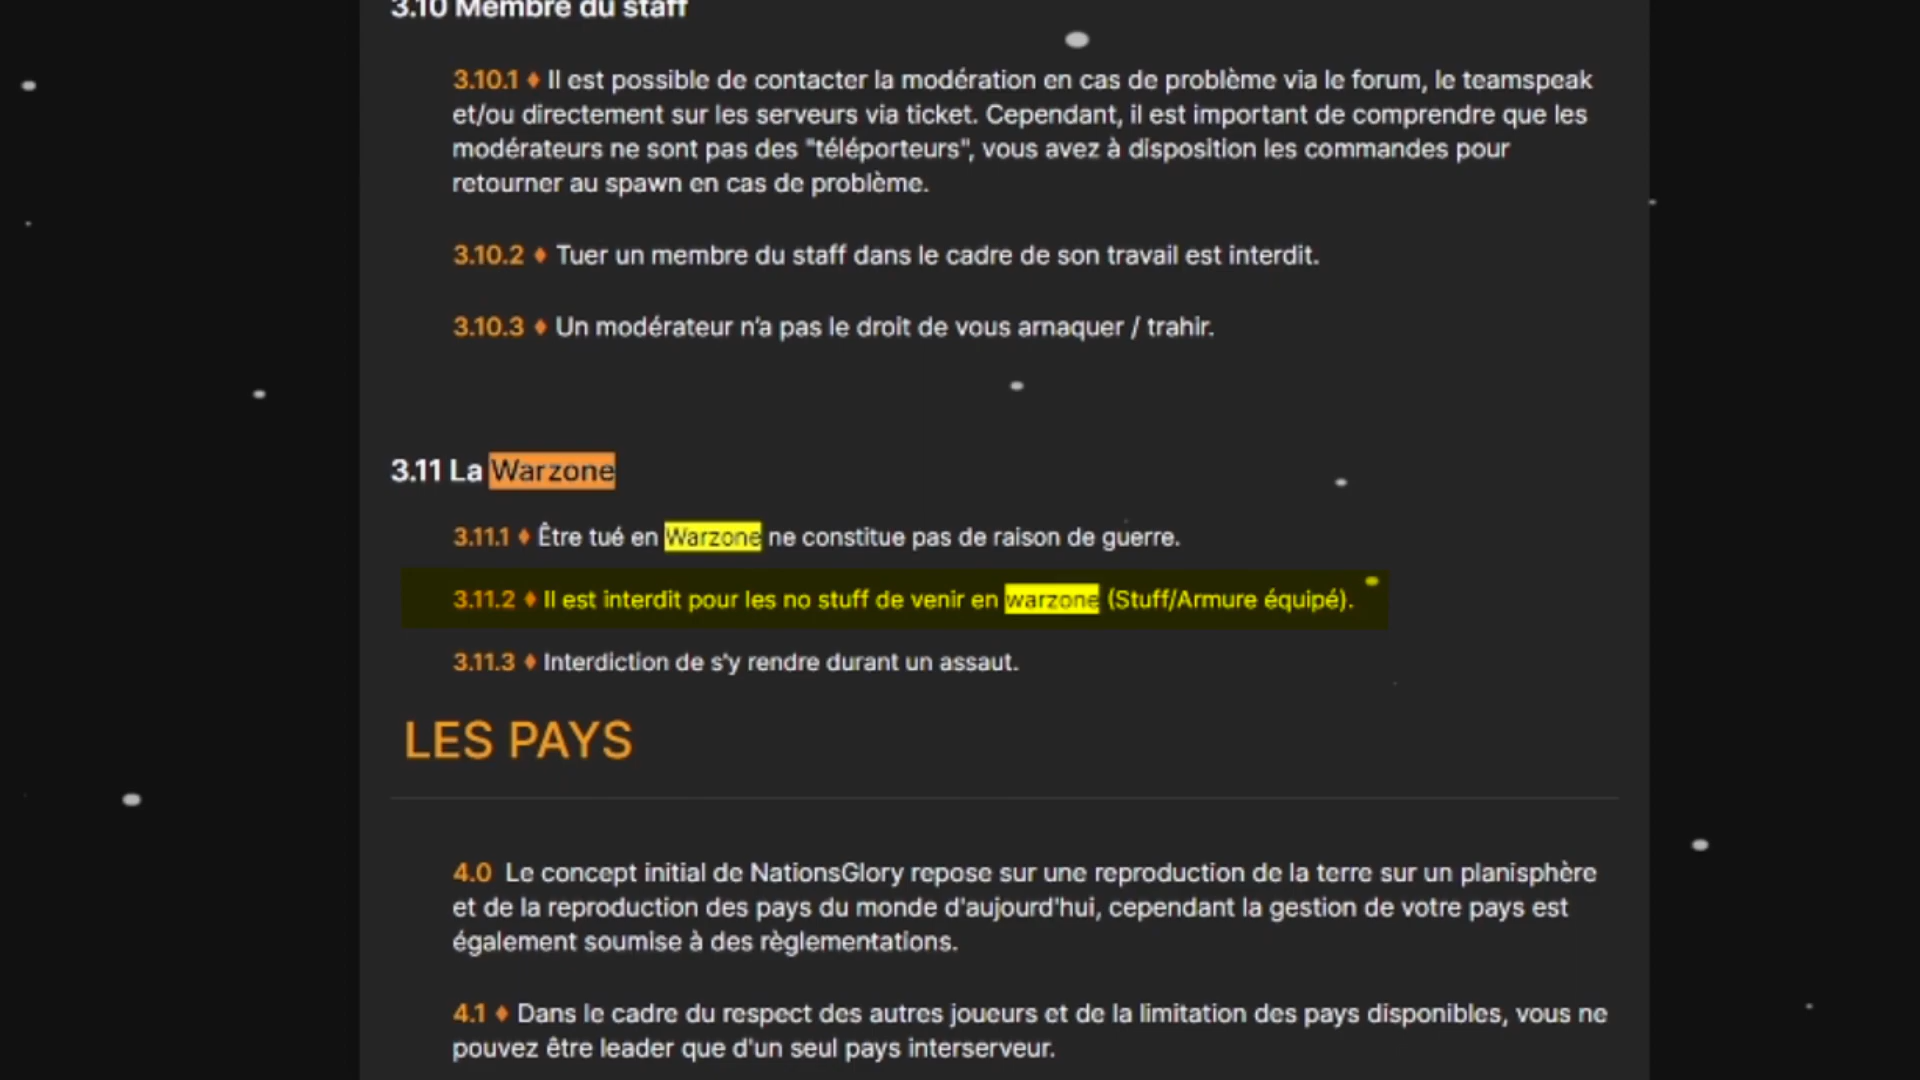 3.10 Membre du staff
3.10.1 ♦ Il est possible de contacter la modération en cas de problème via le forum, le teamspeak
et/ou directement sur les serveurs via ticket. Cependant, il est important de comprendre que les
modérateurs ne sont pas des "téléporteurs", vous avez à disposition les commandes pour
retourner au spawn en cas de problème.
3.10.2 ♦ Tuer un membre du staff dans le cadre de son travail est interdit.
3.10.3 ♦ Un modérateur n'a pas le droit de vous arnaquer / trahir.
3.11 La Warzone
3.11.1 ♦ Être tué en Warzone ne constitue pas de raison de guerre.
3.11.2 ♦ Il est interdit pour les no stuff de venir en warzone (Stuff/Armure équipé).
3.11.3 ♦ Interdiction de s'y rendre durant un assaut.
LES PAYS
4.0 Le concept initial de NationsGlory repose sur une reproduction de la terre sur un planisphère
et de la reproduction des pays du monde d'aujourd'hui, cependant la gestion de votre pays est
également soumise à des règlementations.
4.1 ♦ Dans le cadre du respect des autres joueurs et de la limitation des pays disponibles, vous ne
pouvez être leader que d'un seul pays interserveur.